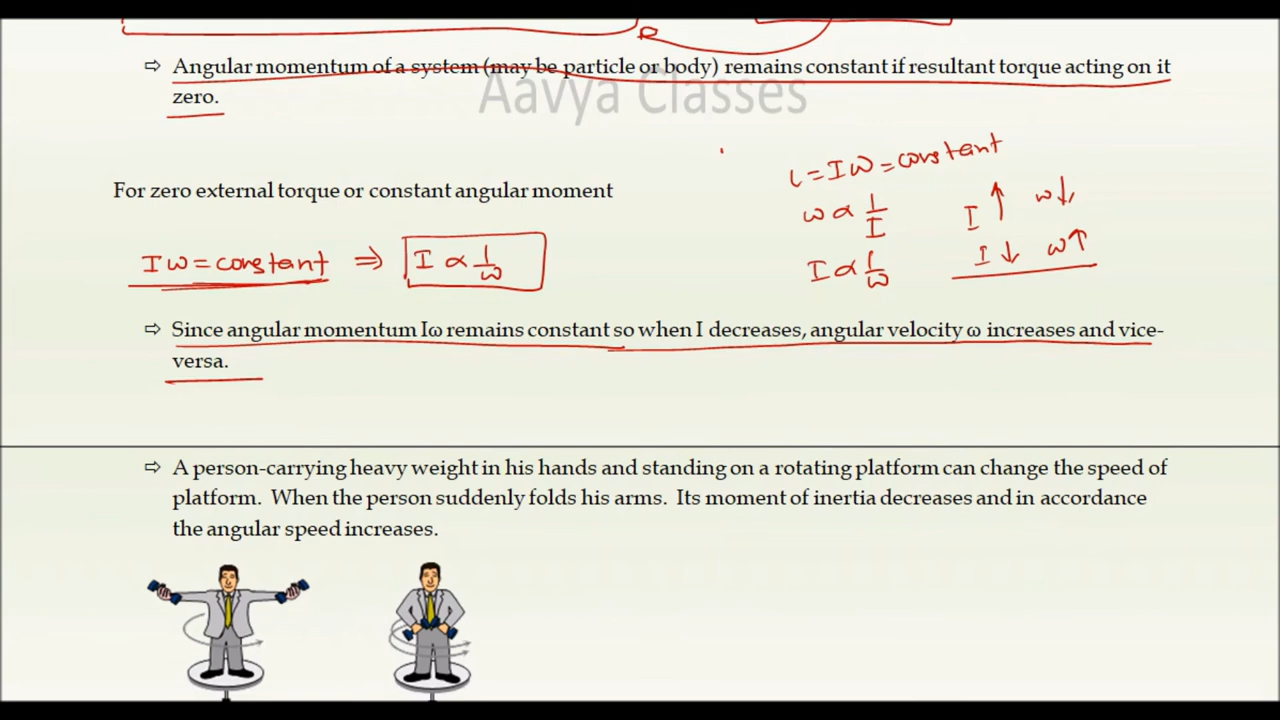 ⇨ Angular momentum of a system (may be particle or body) remains constant if resultant torque acting on it
zero.
Aavya Classes
L = Iω = constant
For zero external torque or constant angular moment
ω ∝ 1/I I ↑ ω ↓
Iω = constant ⇒ I ∝ 1/ω
I ∝ 1/ω I ↓ ω ↑
⇨ Since angular momentum Iω remains constant so when I decreases, angular velocity ω increases and vice-
versa.
⇨ A person-carrying heavy weight in his hands and standing on a rotating platform can change the speed of
platform. When the person suddenly folds his arms. Its moment of inertia decreases and in accordance
the angular speed increases.